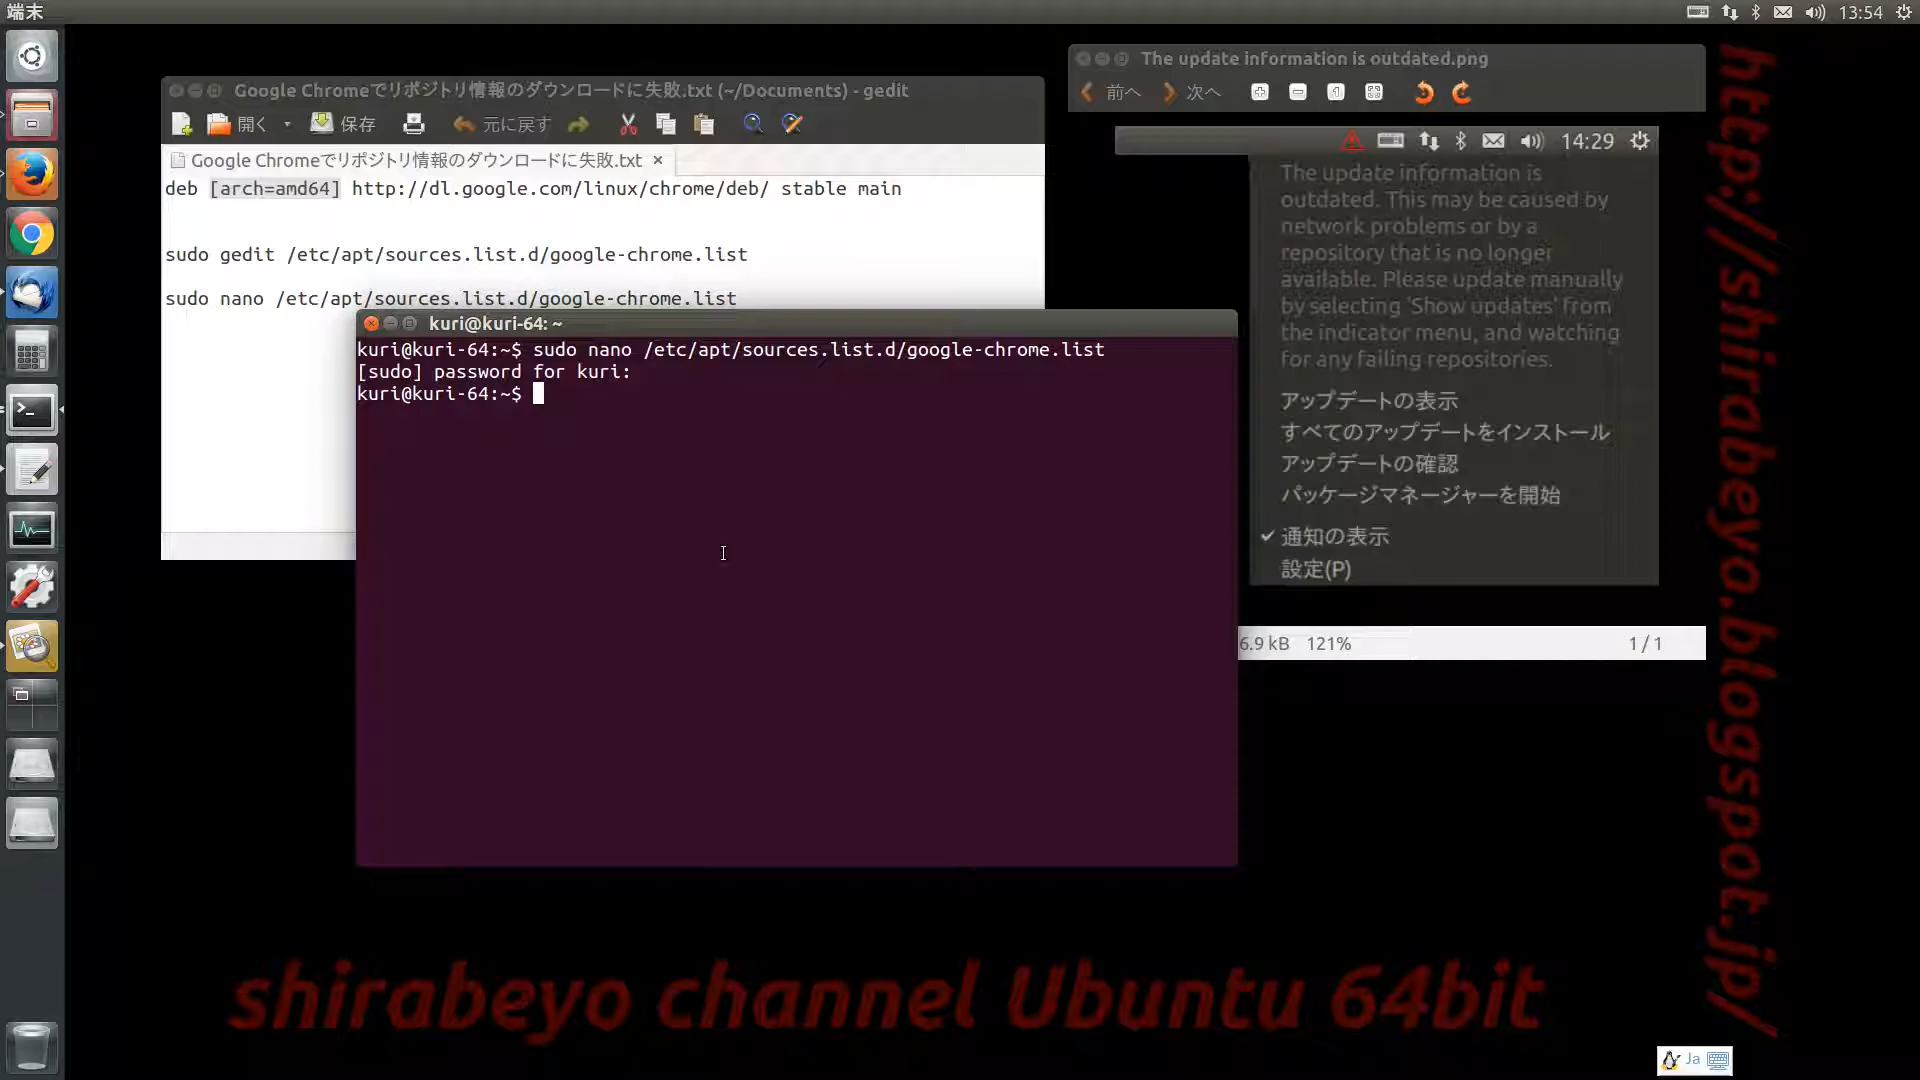 端末
13:54
Google Chromeでリポジトリ情報のダウンロードに失敗.txt (~/Documents) - gedit
開く
保存
元に戻す
Google Chromeでリポジトリ情報のダウンロードに失敗.txt ×
deb [arch=amd64] http://dl.google.com/linux/chrome/deb/ stable main
sudo gedit /etc/apt/sources.list.d/google-chrome.list
sudo nano /etc/apt/sources.list.d/google-chrome.list
kuri@kuri-64: ~
kuri@kuri-64:~$ sudo nano /etc/apt/sources.list.d/google-chrome.list
[sudo] password for kuri:
kuri@kuri-64:~$
The update information is outdated.png
前へ
次へ
14:29
The update information is
outdated. This may be caused by
network problems or by a
repository that is no longer
available. Please update manually
by selecting 'Show updates' from
the indicator menu, and watching
for any failing repositories.
アップデートの表示
すべてのアップデートをインストール
アップデートの確認
パッケージマネージャーを開始
✓ 通知の表示
設定(P)
6.9 kB 121%
1 / 1
http://shirabeyo.blogspot.jp/
shirabeyo channel Ubuntu 64bit
Ja